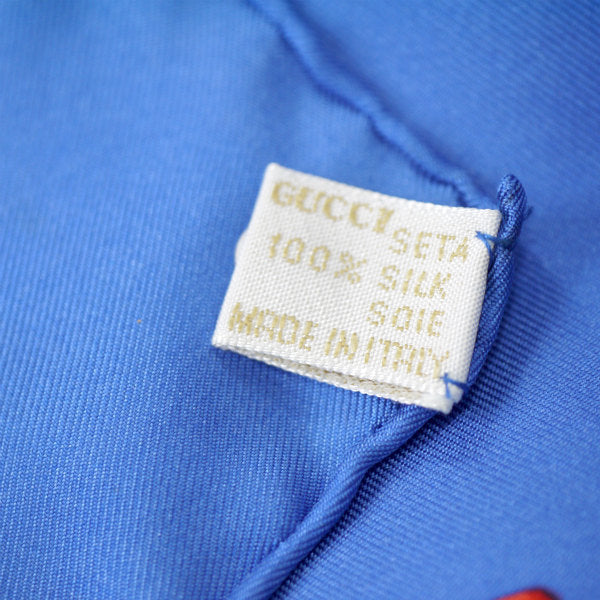 GUCCI
SETA
100% SILK
SOIE
MADE IN ITALY